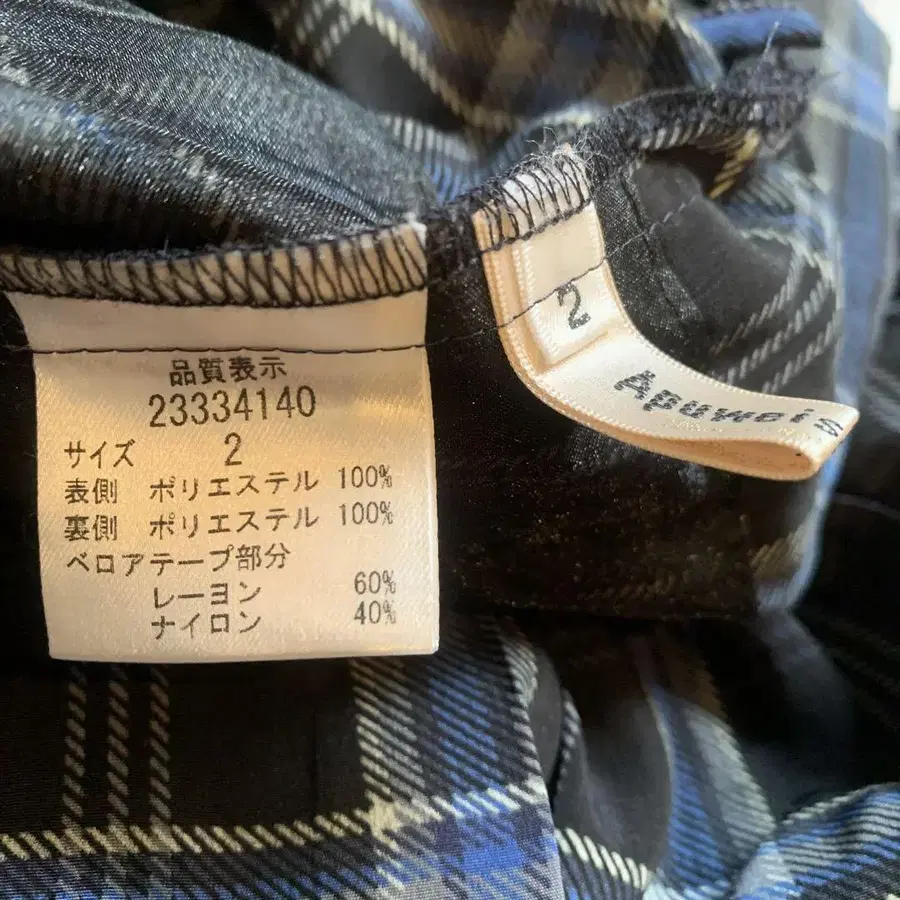 品質表示
23334140
サイズ 2
表側 ポリエステル 100%
裏側 ポリエステル 100%
ベロアテープ部分
レーヨン 60%
ナイロン 40%
2
Apuweis